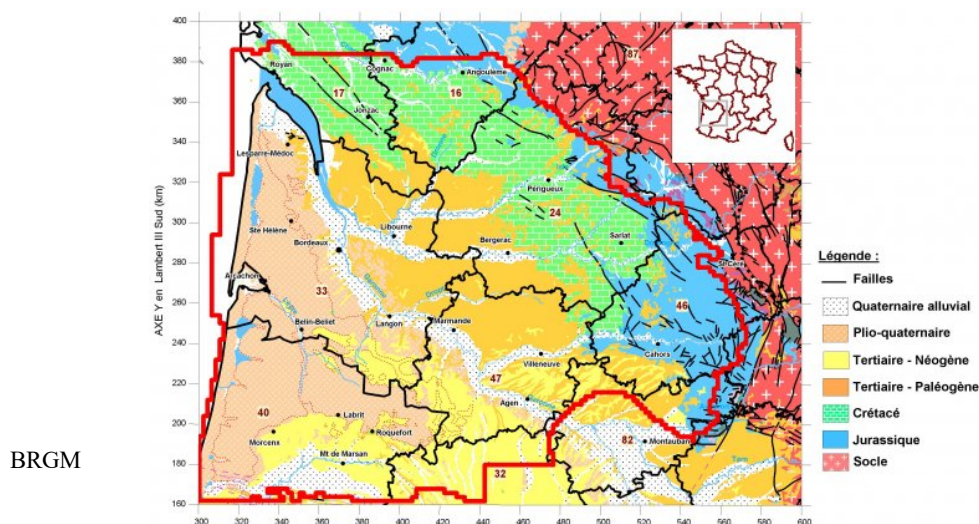 BRGM
AXE Y en Lambert III Sud (km)
400
380
360
340
320
300
280
260
240
220
200
180
160
300
320
340
360
380
400
420
440
460
480
500
520
540
560
580
600
87
Royan
Cognac
Angoulème
17
16
Jonzac
Lesparre-Médoc
Périgueux
24
Ste Hélène
Libourne
Bordeaux
Bergerac
Sarlat
St Céré
Arcachon
33
46
Belin-Beliet
Langon
Marmande
Cahors
Villeneuve
47
Agen
40
Labrit
Roquefort
Morcenx
Mt de Marsan
82
Montauban
Tarn
32
Légende :
Failles
Quaternaire alluvial
Plio-quaternaire
Tertiaire - Néogène
Tertiaire - Paléogène
Crétacé
Jurassique
Socle